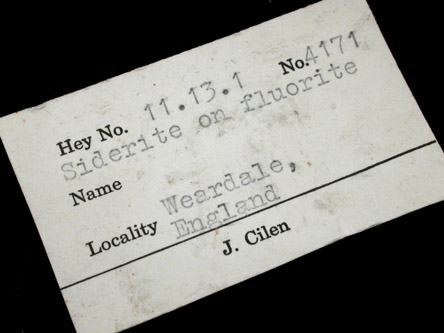 Hey No. 11.13.1 No. 4171
Siderite on fluorite
Name
Locality Weardale,
England
J. Cilen